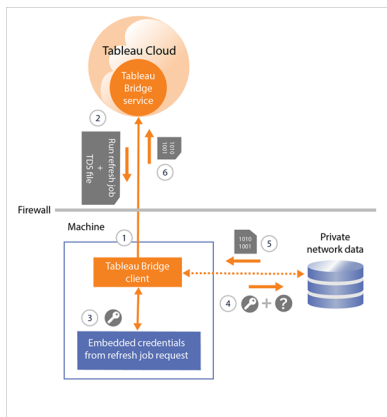 Tableau Cloud
Tableau
Bridge
service
2
Run refresh job
+
TDS file
1010
1001
6
Firewall
Machine
1
1010
1001
5
Private
network data
Tableau Bridge
client
4
+ ?
3
Embedded credentials
from refresh job request